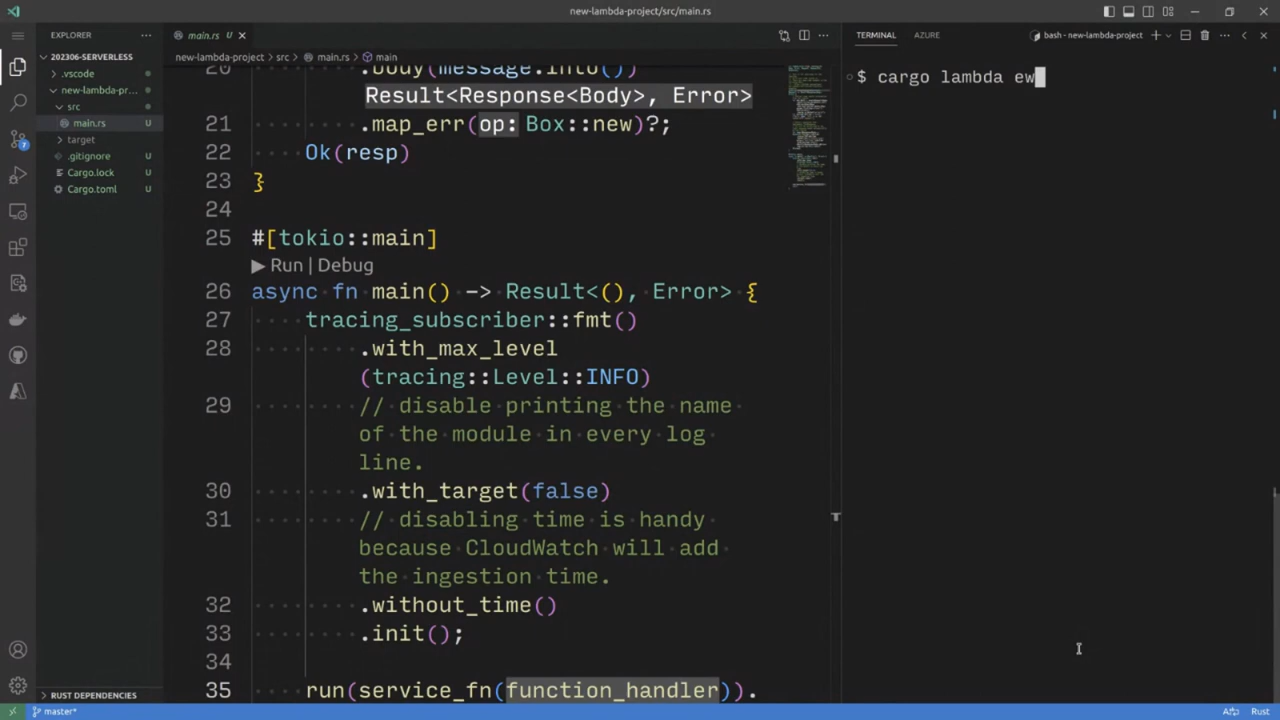 new-lambda-project/src/main.rs
EXPLORER
202306-SERVERLESS
.vscode
new-lambda-pr...
src
main.rs U
target
.gitignore U
Cargo.lock U
Cargo.toml U
RUST DEPENDENCIES
main.rs U
new-lambda-project > src > main.rs > main
20 .body(message.into())
Result<Response<Body>, Error>
21 .map_err(op: Box::new)?;
22 Ok(resp)
23 }
24
25 #[tokio::main]
Run | Debug
26 async fn main() -> Result<(), Error> {
27 tracing_subscriber::fmt()
28 .with_max_level
(tracing::Level::INFO)
29 // disable printing the name
of the module in every log
line.
30 .with_target(false)
31 // disabling time is handy
because CloudWatch will add
the ingestion time.
32 .without_time()
33 .init();
34
35 run(service_fn(function_handler)).
TERMINAL AZURE
bash - new-lambda-project
$ cargo lambda ew
7
master*
Rust